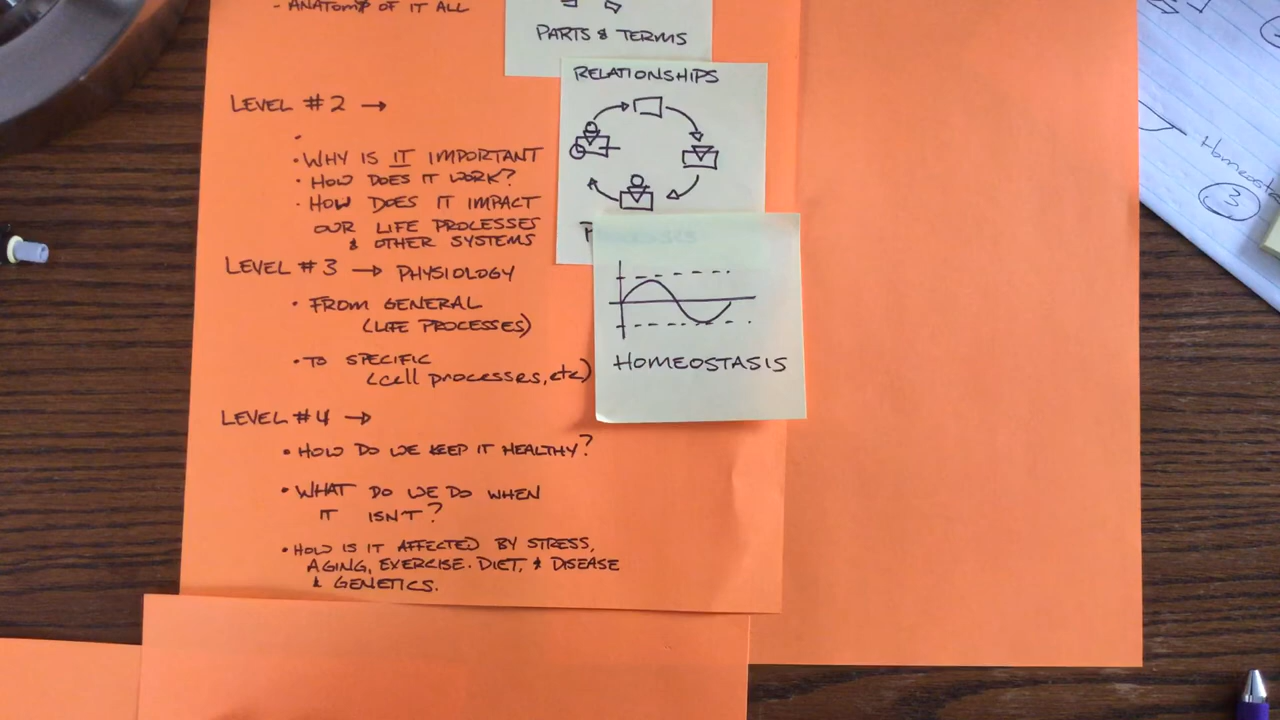 - ANATOMY OF IT ALL
PARTS & TERMS
RELATIONSHIPS
LEVEL #2 →
• WHY IS IT IMPORTANT
• HOW DOES IT WORK?
• HOW DOES IT IMPACT
OUR LIFE PROCESSES
& OTHER SYSTEMS
P
LEVEL #3 → PHYSIOLOGY
• FROM GENERAL
(LIFE PROCESSES)
• TO SPECIFIC
(cell processes, etc)
HOMEOSTASIS
LEVEL #4 →
• HOW DO WE KEEP IT HEALTHY?
• WHAT DO WE DO WHEN
IT ISN'T?
• HOW IS IT AFFECTED BY STRESS,
AGING, EXERCISE. DIET, & DISEASE
& GENETICS.
Homeosta
3